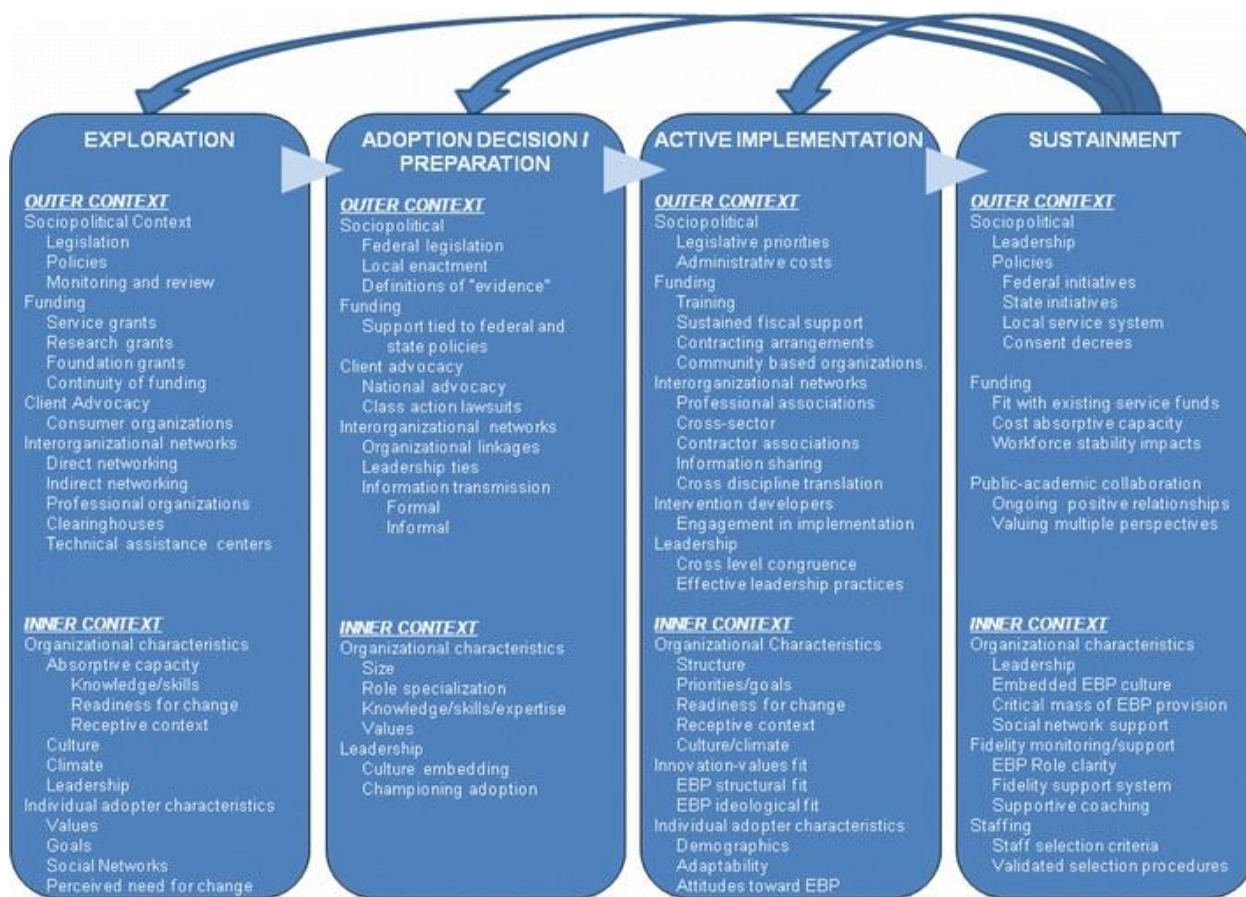 EXPLORATION
OUTER CONTEXT
Sociopolitical Context
Legislation
Policies
Monitoring and review
Funding
Service grants
Research grants
Foundation grants
Continuity of funding
Client Advocacy
Consumer organizations
Interorganizational networks
Direct networking
Indirect networking
Professional organizations
Clearinghouses
Technical assistance centers
INNER CONTEXT
Organizational characteristics
Absorptive capacity
Knowledge/skills
Readiness for change
Receptive context
Culture
Climate
Leadership
Individual adopter characteristics
Values
Goals
Social Networks
Perceived need for change
ADOPTION DECISION /
PREPARATION
OUTER CONTEXT
Sociopolitical
Federal legislation
Local enactment
Definitions of "evidence"
Funding
Support tied to federal and
state policies
Client advocacy
National advocacy
Class action lawsuits
Interorganizational networks
Organizational linkages
Leadership ties
Information transmission
Formal
Informal
INNER CONTEXT
Organizational characteristics
Size
Role specialization
Knowledge/skills/expertise
Values
Leadership
Culture embedding
Championing adoption
ACTIVE IMPLEMENTATION
OUTER CONTEXT
Sociopolitical
Legislative priorities
Administrative costs
Funding
Training
Sustained fiscal support
Contracting arrangements
Community based organizations.
Interorganizational networks
Professional associations
Cross-sector
Contractor associations
Information sharing
Cross discipline translation
Intervention developers
Engagement in implementation
Leadership
Cross level congruence
Effective leadership practices
INNER CONTEXT
Organizational Characteristics
Structure
Priorities/goals
Readiness for change
Receptive context
Culture/climate
Innovation-values fit
EBP structural fit
EBP ideological fit
Individual adopter characteristics
Demographics
Adaptability
Attitudes toward EBP
SUSTAINMENT
OUTER CONTEXT
Sociopolitical
Leadership
Policies
Federal initiatives
State initiatives
Local service system
Consent decrees
Funding
Fit with existing service funds
Cost absorptive capacity
Workforce stability impacts
Public-academic collaboration
Ongoing positive relationships
Valuing multiple perspectives
INNER CONTEXT
Organizational characteristics
Leadership
Embedded EBP culture
Critical mass of EBP provision
Social network support
Fidelity monitoring/support
EBP Role clarity
Fidelity support system
Supportive coaching
Staffing
Staff selection criteria
Validated selection procedures